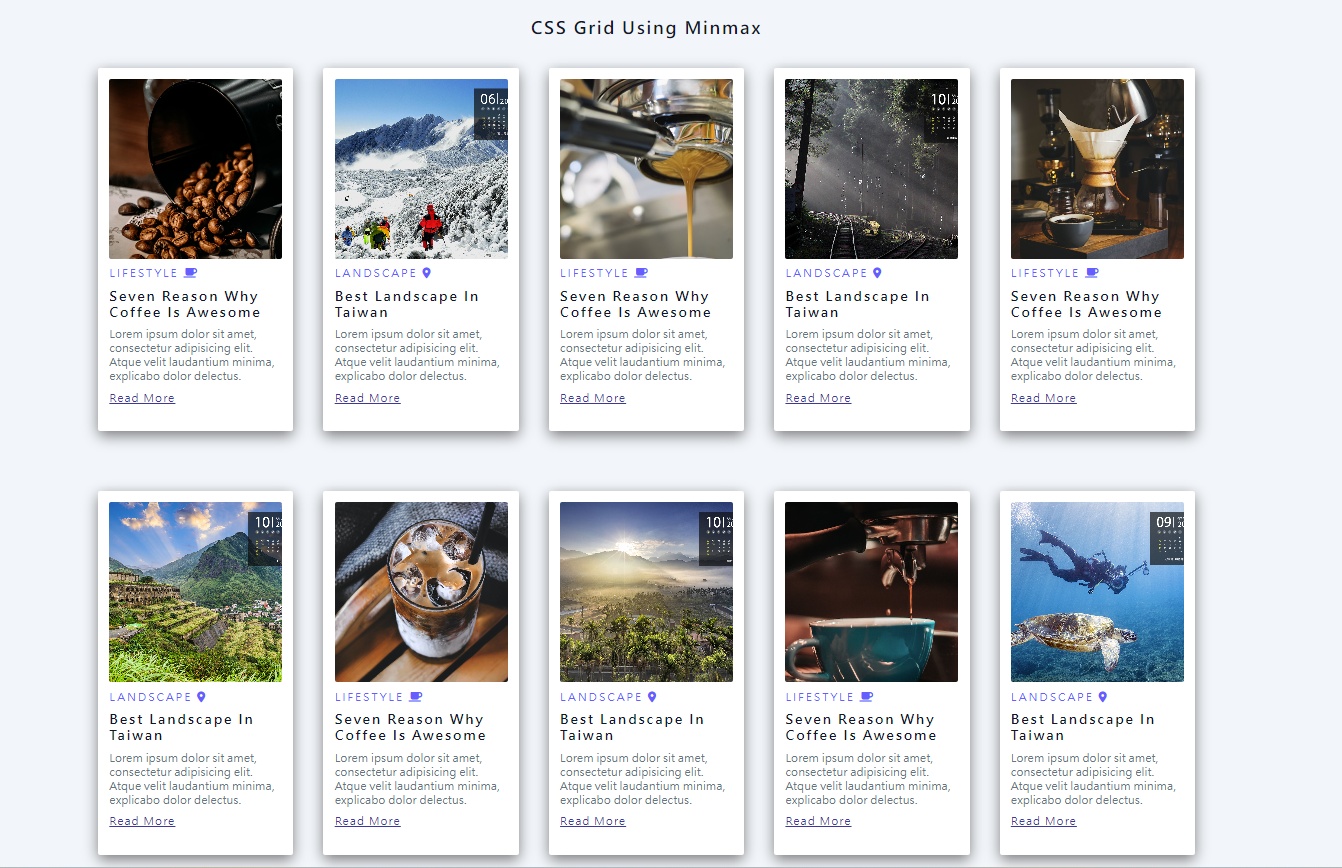 CSS Grid Using Minmax
06
10
LIFESTYLE
Seven Reason Why
Coffee Is Awesome
Lorem ipsum dolor sit amet,
consectetur adipisicing elit.
Atque velit laudantium minima,
explicabo dolor delectus.
Read More
LANDSCAPE
Best Landscape In
Taiwan
Lorem ipsum dolor sit amet,
consectetur adipisicing elit.
Atque velit laudantium minima,
explicabo dolor delectus.
Read More
LIFESTYLE
Seven Reason Why
Coffee Is Awesome
Lorem ipsum dolor sit amet,
consectetur adipisicing elit.
Atque velit laudantium minima,
explicabo dolor delectus.
Read More
LANDSCAPE
Best Landscape In
Taiwan
Lorem ipsum dolor sit amet,
consectetur adipisicing elit.
Atque velit laudantium minima,
explicabo dolor delectus.
Read More
LIFESTYLE
Seven Reason Why
Coffee Is Awesome
Lorem ipsum dolor sit amet,
consectetur adipisicing elit.
Atque velit laudantium minima,
explicabo dolor delectus.
Read More
10
10
09
LANDSCAPE
Best Landscape In
Taiwan
Lorem ipsum dolor sit amet,
consectetur adipisicing elit.
Atque velit laudantium minima,
explicabo dolor delectus.
Read More
LIFESTYLE
Seven Reason Why
Coffee Is Awesome
Lorem ipsum dolor sit amet,
consectetur adipisicing elit.
Atque velit laudantium minima,
explicabo dolor delectus.
Read More
LANDSCAPE
Best Landscape In
Taiwan
Lorem ipsum dolor sit amet,
consectetur adipisicing elit.
Atque velit laudantium minima,
explicabo dolor delectus.
Read More
LIFESTYLE
Seven Reason Why
Coffee Is Awesome
Lorem ipsum dolor sit amet,
consectetur adipisicing elit.
Atque velit laudantium minima,
explicabo dolor delectus.
Read More
LANDSCAPE
Best Landscape In
Taiwan
Lorem ipsum dolor sit amet,
consectetur adipisicing elit.
Atque velit laudantium minima,
explicabo dolor delectus.
Read More